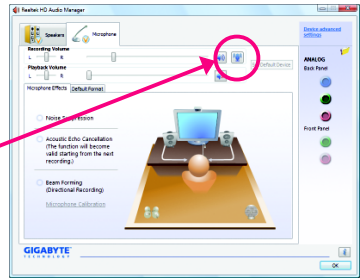 Realtek HD Audio Manager
Speakers
Microphone
Device advanced settings
Recording Volume
L
R
Playback Volume
L
R
Default Device
ANALOG
Back Panel
Microphone Effects
Default Format
Noise Suppression
Acoustic Echo Cancellation
(The function will become
valid starting from the next
recording.)
Beam Forming
(Directional Recording)
Microphone Calibration
Front Panel
GIGABYTE
TECHNOLOGY
OK